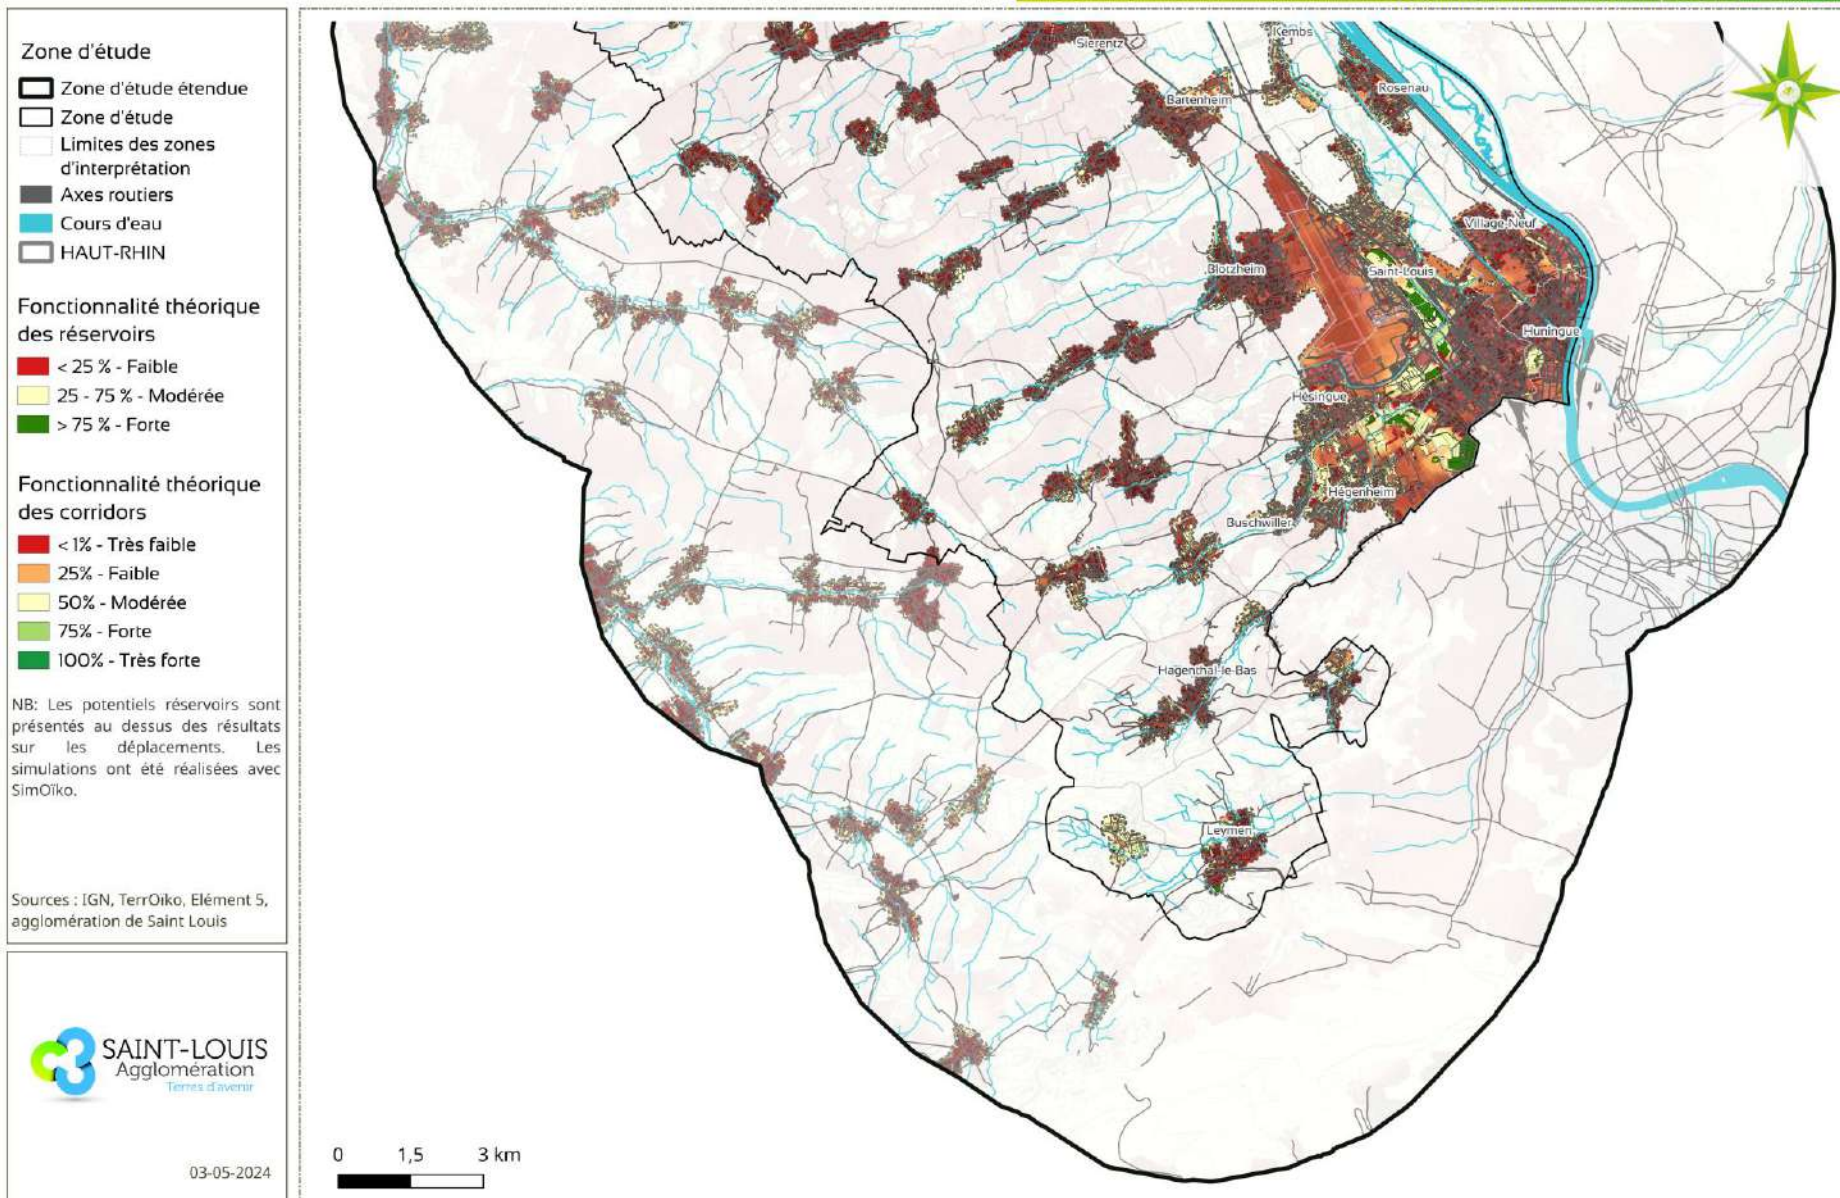 Zone d'étude
Zone d'étude étendue
Zone d'étude
Limites des zones
d'interprétation
Axes routiers
Cours d'eau
HAUT-RHIN
Fonctionnalité théorique
des réservoirs
< 25 % - Faible
25 - 75 % - Modérée
> 75 % - Forte
Fonctionnalité théorique
des corridors
< 1% - Très faible
25% - Faible
50% - Modérée
75% - Forte
100% - Très forte
NB: Les potentiels réservoirs sont
présentés au dessus des résultats
sur les déplacements. Les
simulations ont été réalisées avec
SimOïko.
Sources : IGN, TerrOïko, Elément 5,
agglomération de Saint Louis
SAINT-LOUIS
Agglomération
Terres d'avenir
03-05-2024
Sierentz
Kembs
Rosenau
Bartenheim
Village-Neuf
Blotzheim
Saint-Louis
Huningue
Hésingue
Hégenheim
Buschwiller
Hagenthal-le-Bas
Leymen
0 1,5 3 km